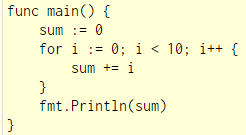 func main() {
    sum := 0
    for i := 0; i < 10; i++ {
        sum += i
    }
    fmt.Println(sum)
}